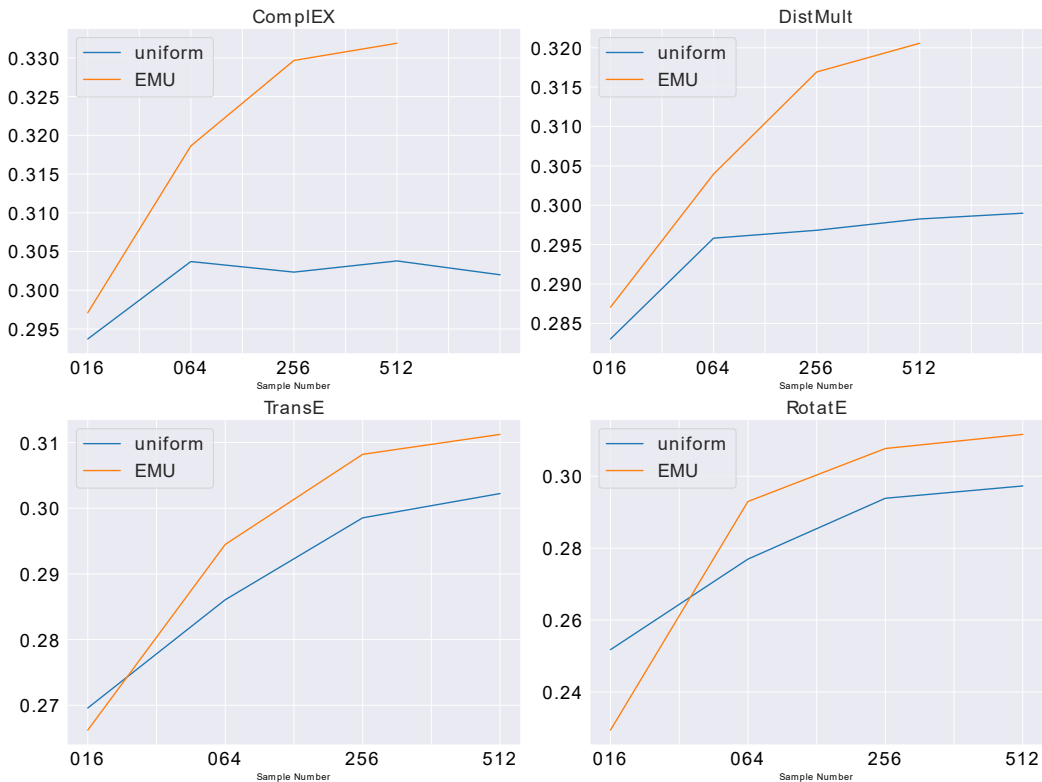 ComplEX
uniform
EMU
0.330
0.325
0.320
0.315
0.310
0.305
0.300
0.295
016 064 256 512
Sample Number
DistMult
uniform
EMU
0.320
0.315
0.310
0.305
0.300
0.295
0.290
0.285
016 064 256 512
Sample Number
TransE
uniform
EMU
0.31
0.30
0.29
0.28
0.27
016 064 256 512
Sample Number
RotatE
uniform
EMU
0.30
0.28
0.26
0.24
016 064 256 512
Sample Number